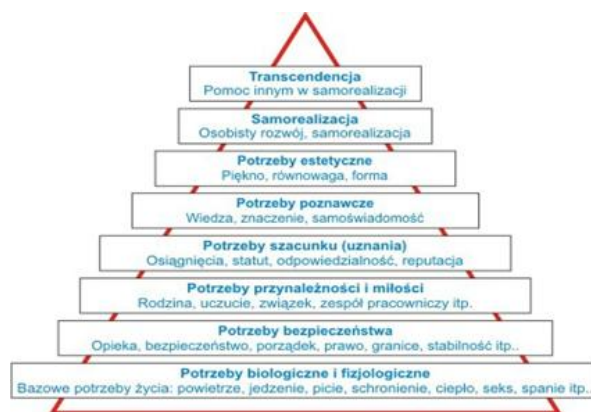 Transcendencja
Pomoc innym w samorealizacji
Samorealizacja
Osobisty rozwój, samorealizacja
Potrzeby estetyczne
Piękno, równowaga, forma
Potrzeby poznawcze
Wiedza, znaczenie, samoświadomość
Potrzeby szacunku (uznania)
Osiągnięcia, statut, odpowiedzialność, reputacja
Potrzeby przynależności i miłości
Rodzina, uczucie, związek, zespół pracowniczy itp.
Potrzeby bezpieczeństwa
Opieka, bezpieczeństwo, porządek, prawo, granice, stabilność itp..
Potrzeby biologiczne i fizjologiczne
Bazowe potrzeby życia: powietrze, jedzenie, picie, schronienie, ciepło, seks, spanie itp..